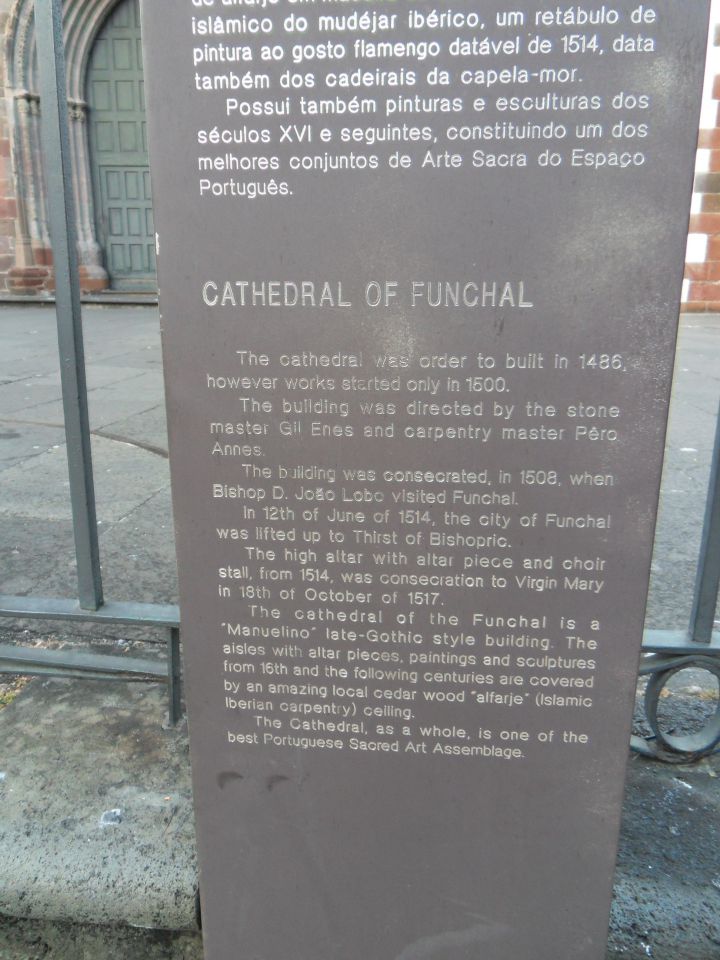 de alfarje em
islâmico do mudéjar ibérico, um retábulo de
pintura ao gosto flamengo datável de 1514, data
também dos cadeirais da capela-mor.
Possui também pinturas e esculturas dos
séculos XVI e seguintes, constituindo um dos
melhores conjuntos de Arte Sacra do Espaço
Português.
CATHEDRAL OF FUNCHAL
The cathedral was order to built in 1486,
however works started only in 1500.
The building was directed by the stone
master Gil Enes and carpentry master Pêro
Annes.
The building was consecrated, in 1508, when
Bishop D. João Lobo visited Funchal.
In 12th of June of 1514, the city of Funchal
was lifted up to Thirst of Bishopric.
The high altar with altar piece and choir
stall, from 1514, was consecration to Virgin Mary
in 18th of October of 1517.
The cathedral of the Funchal is a
"Manuelino" late-Gothic style building. The
aisles with altar pieces, paintings and sculptures
from 16th and the following centuries are covered
by an amazing local cedar wood "alfarje" (Islamic
Iberian carpentry) ceiling.
The Cathedral, as a whole, is one of the
best Portuguese Sacred Art Assemblage.